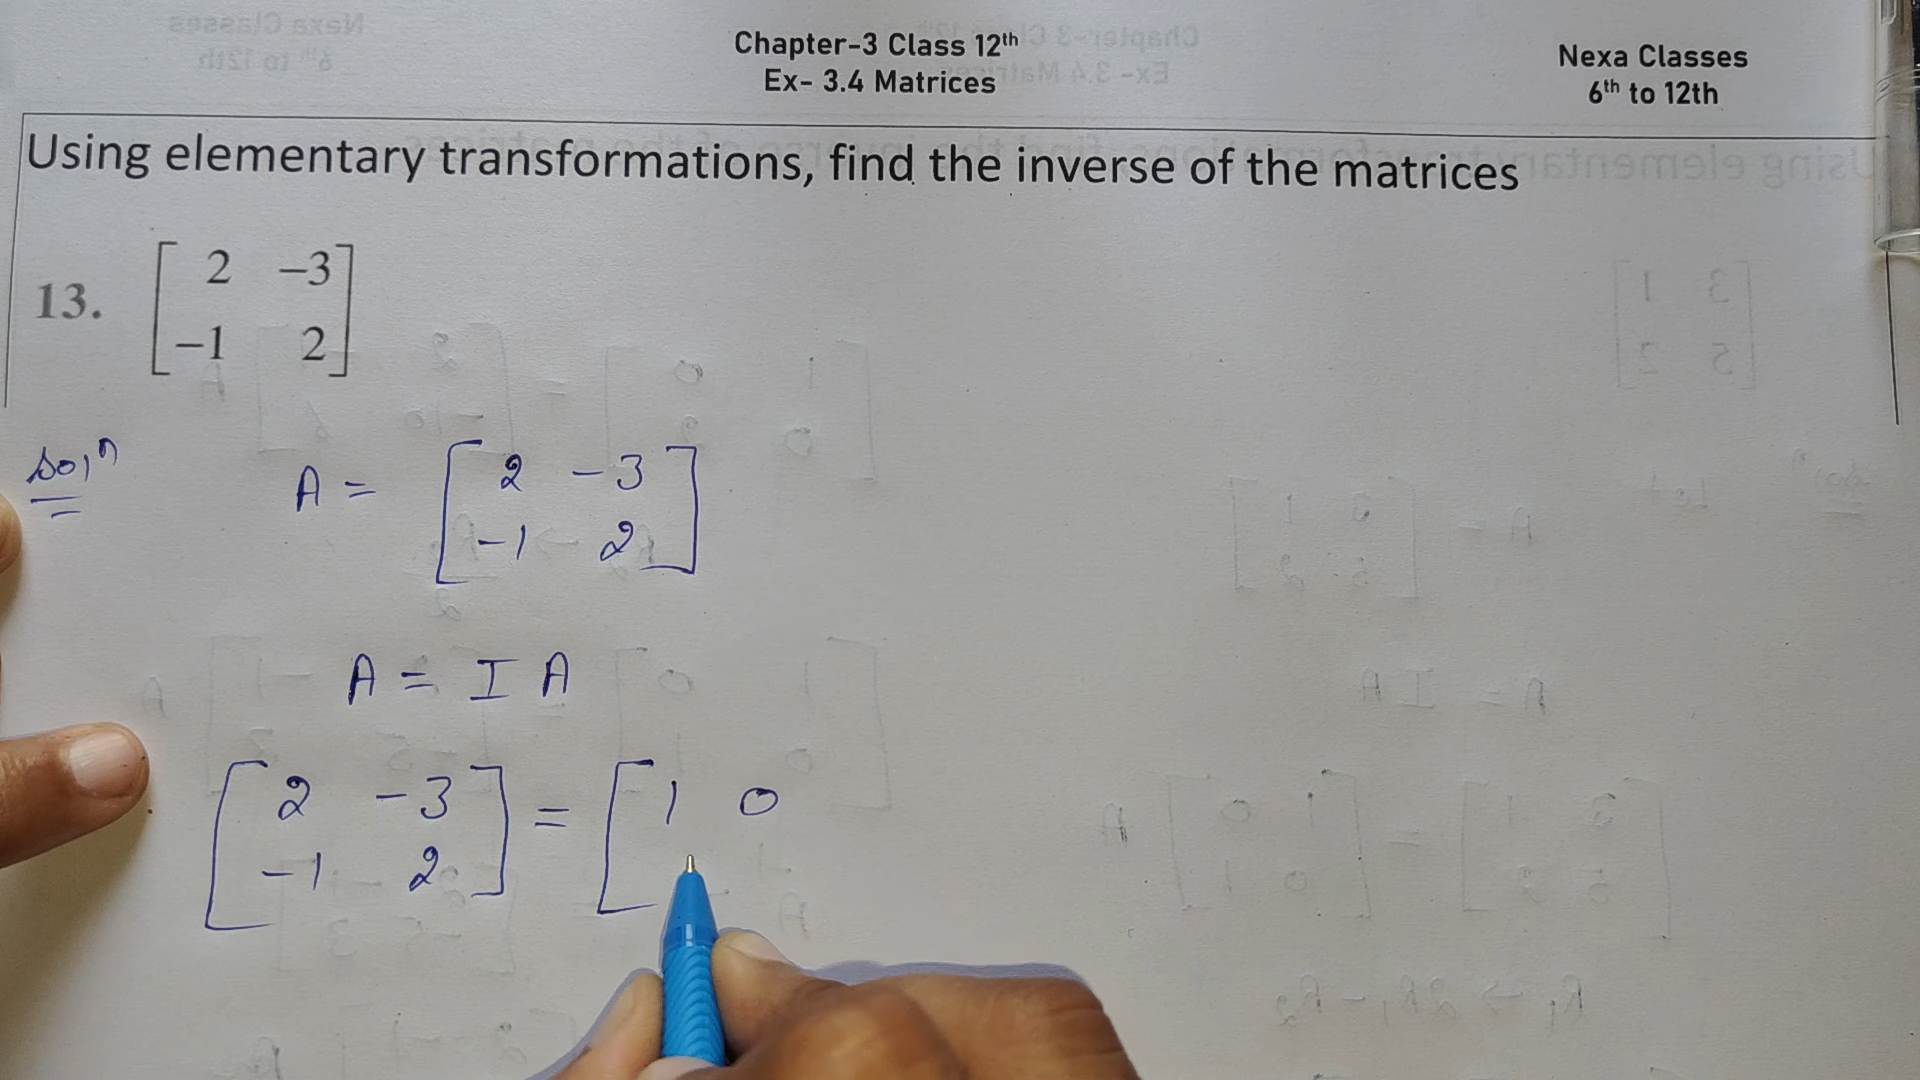 Chapter-3 Class 12th
Ex- 3.4 Matrices
Nexa Classes
6th to 12th
Using elementary transformations, find the inverse of the matrices
13. [ 2 -3
-1 2 ]
Soln A = [ 2 -3
-1 2 ]
A = I A
[ 2 -3 ] = [ 1 0
-1 2